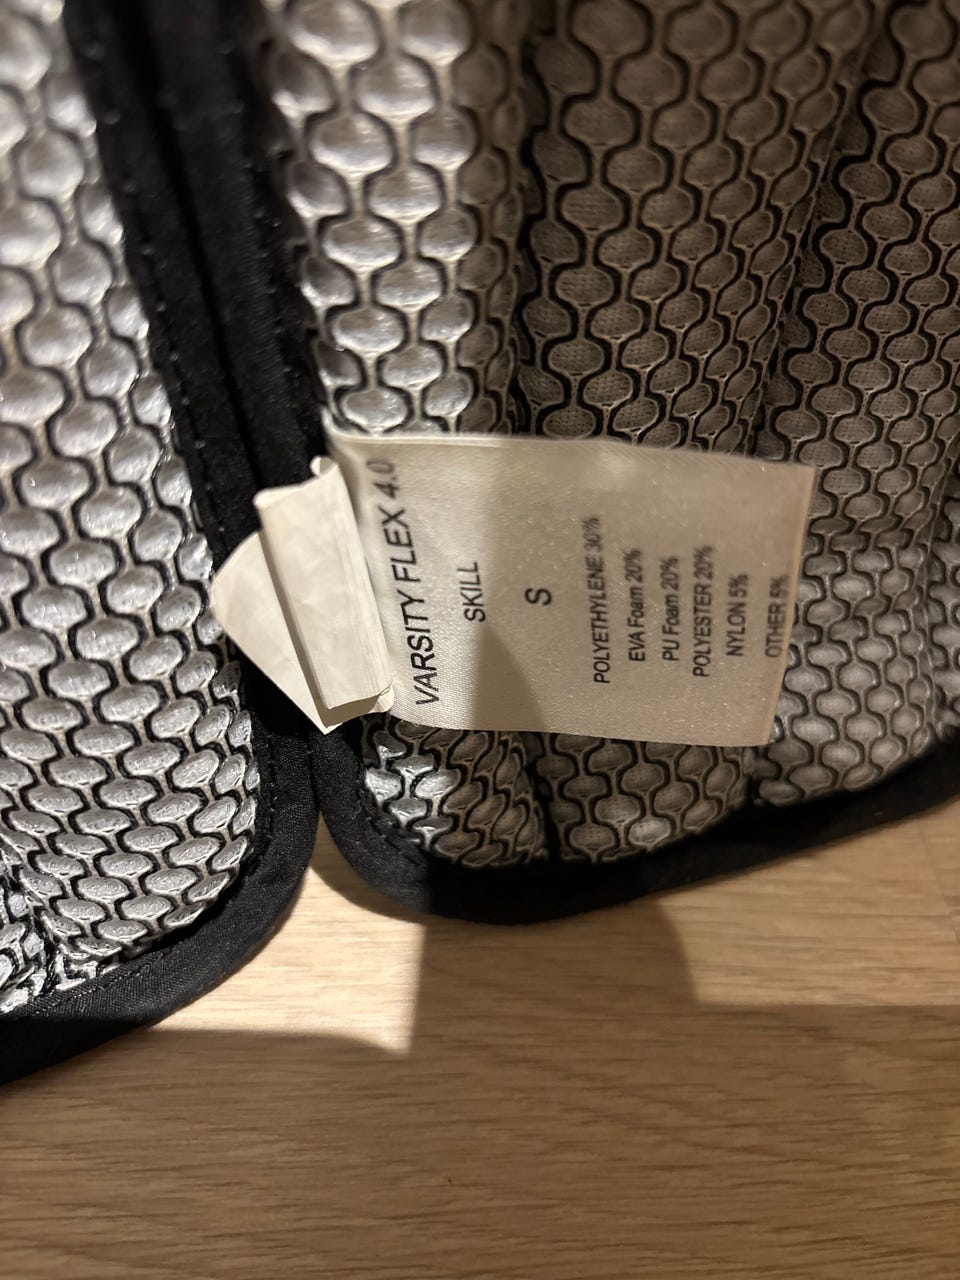 VARSITY FLEX 4.0
SKILL
S
POLYETHYLENE 30%
EVA Foam 20%
PU Foam 20%
POLYESTER 20%
NYLON 5%
OTHER 5%